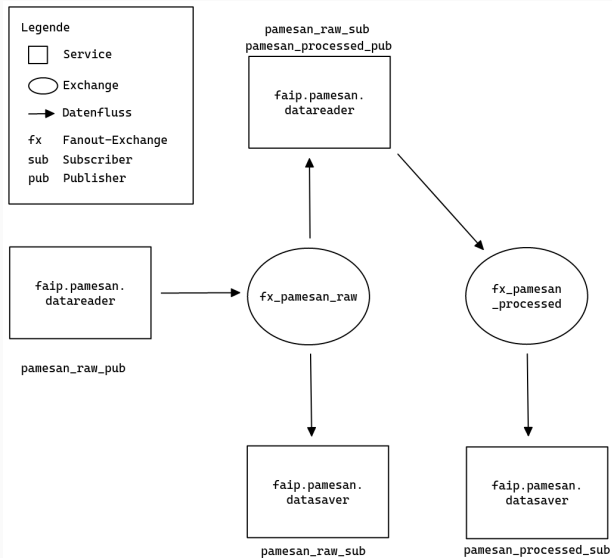 Legende
Service
Exchange
Datenfluss
fx Fanout-Exchange
sub Subscriber
pub Publisher
pamesan_raw_sub
pamesan_processed_pub
faip.pamesan.
datareader
faip.pamesan.
datareader
pamesan_raw_pub
fx_pamesan_raw
fx_pamesan
_processed
faip.pamesan.
datasaver
pamesan_raw_sub
faip.pamesan.
datasaver
pamesan_processed_sub